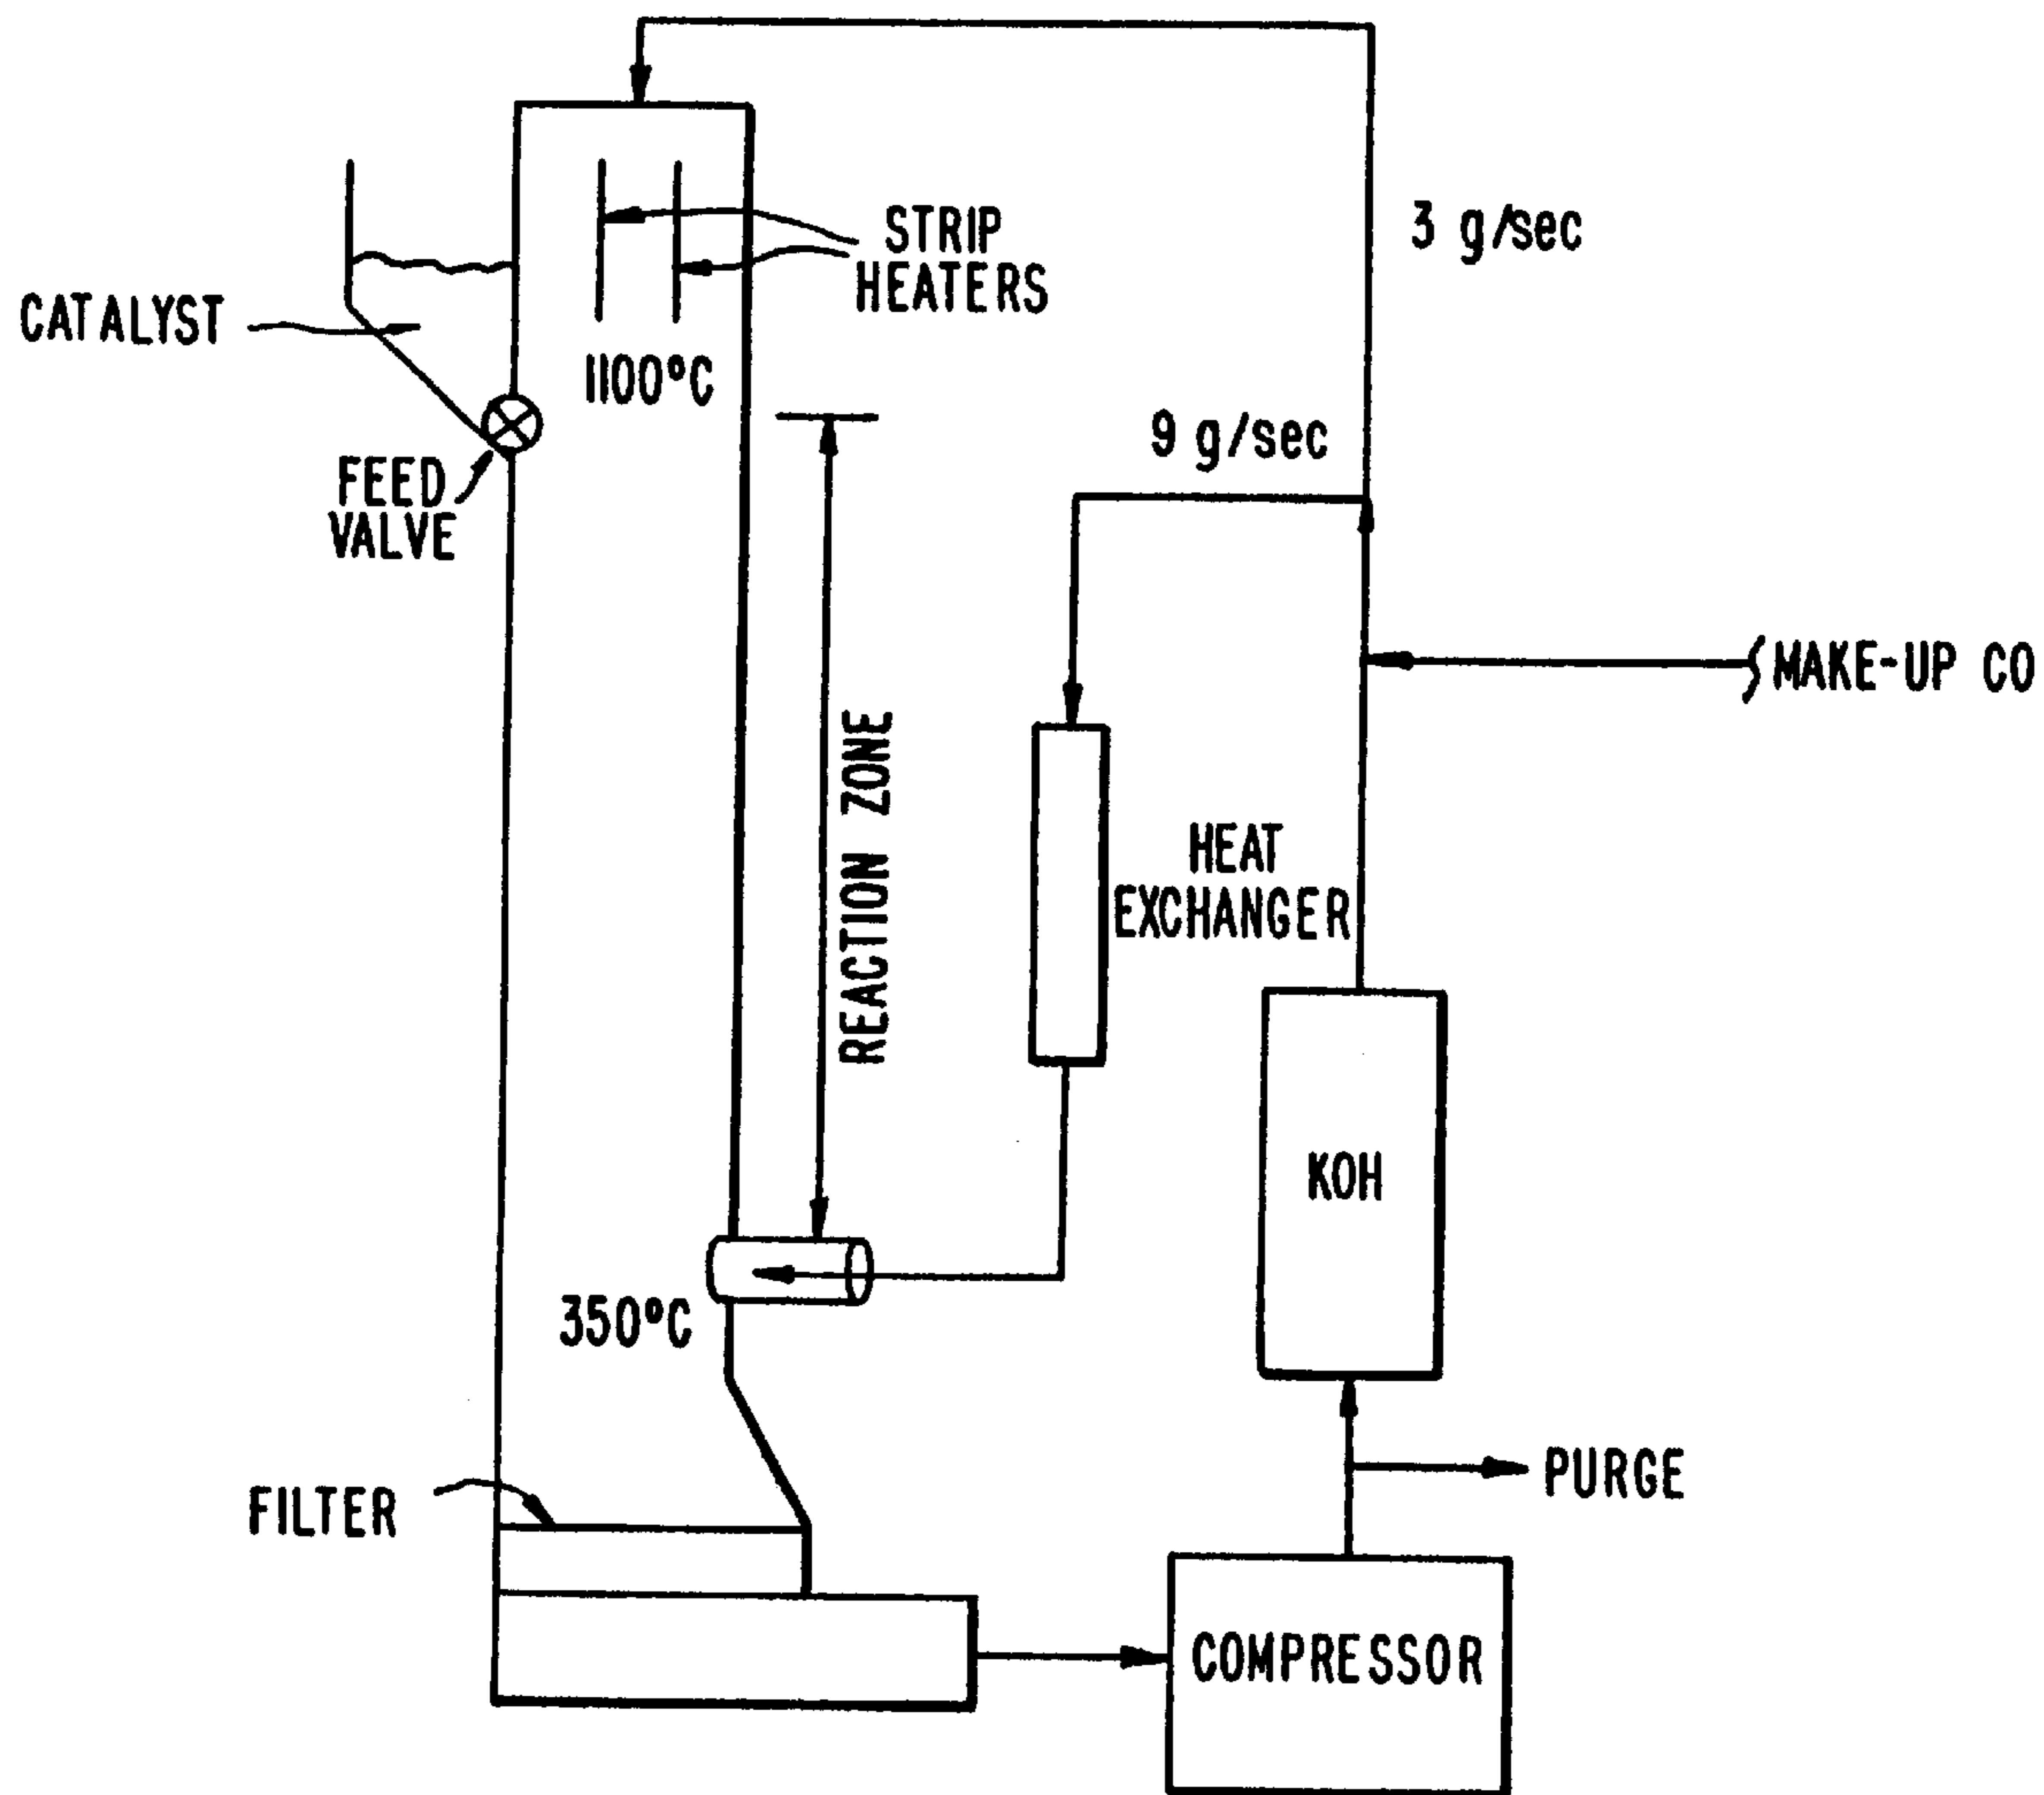 3 g/sec
STRIP
HEATERS
CATALYST
1100°C
9 g/sec
FEED
VALVE
MAKE-UP CO
REACTION ZONE
HEAT
EXCHANGER
KOH
350°C
PURGE
FILTER
COMPRESSOR